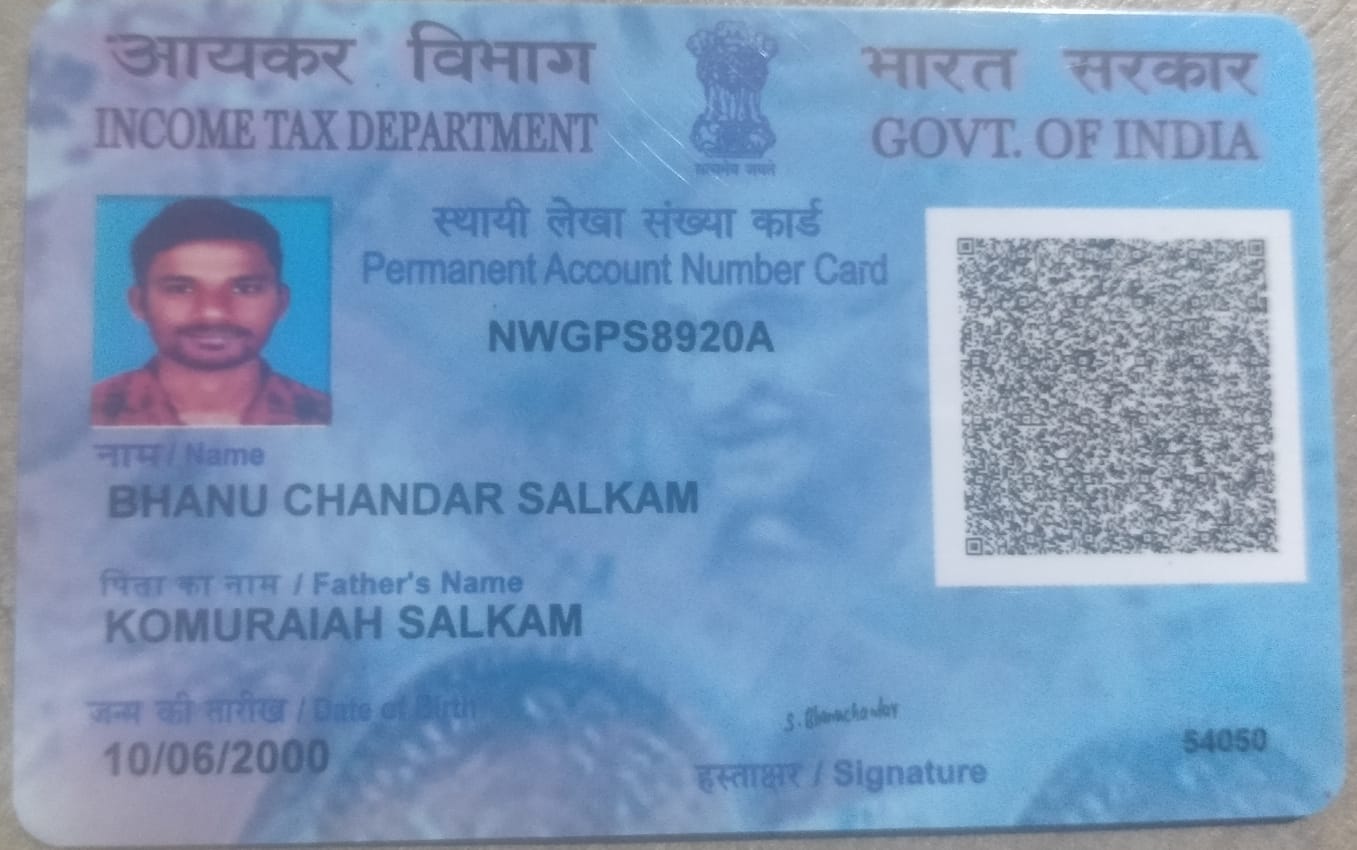 आयकर विभाग
INCOME TAX DEPARTMENT
भारत सरकार
GOVT. OF INDIA
सत्यमेव जयते
स्थायी लेखा संख्या कार्ड
Permanent Account Number Card
NWGPS8920A
नाम / Name
BHANU CHANDAR SALKAM
पिता का नाम / Father's Name
KOMURAIAH SALKAM
जन्म की तारीख / Date of Birth
10/06/2000
S. Bhanuchandar
हस्ताक्षर / Signature
54050